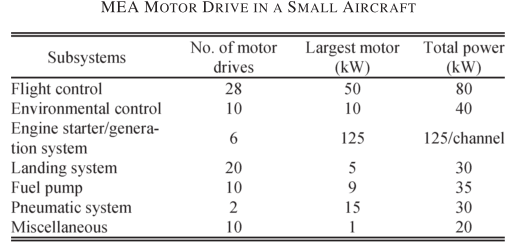 MEA MOTOR DRIVE IN A SMALL AIRCRAFT
Subsystems No. of motor drives Largest motor (kW) Total power (kW)
Flight control 28 50 80
Environmental control 10 10 40
Engine starter/genera-
tion system 6 125 125/channel
Landing system 20 5 30
Fuel pump 10 9 35
Pneumatic system 2 15 30
Miscellaneous 10 1 20